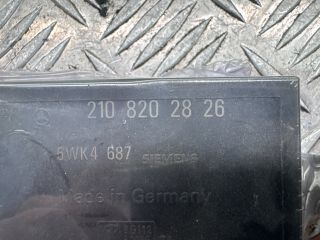 210 820 28 26
5WK4 687 SIEMENS
Made in Germany